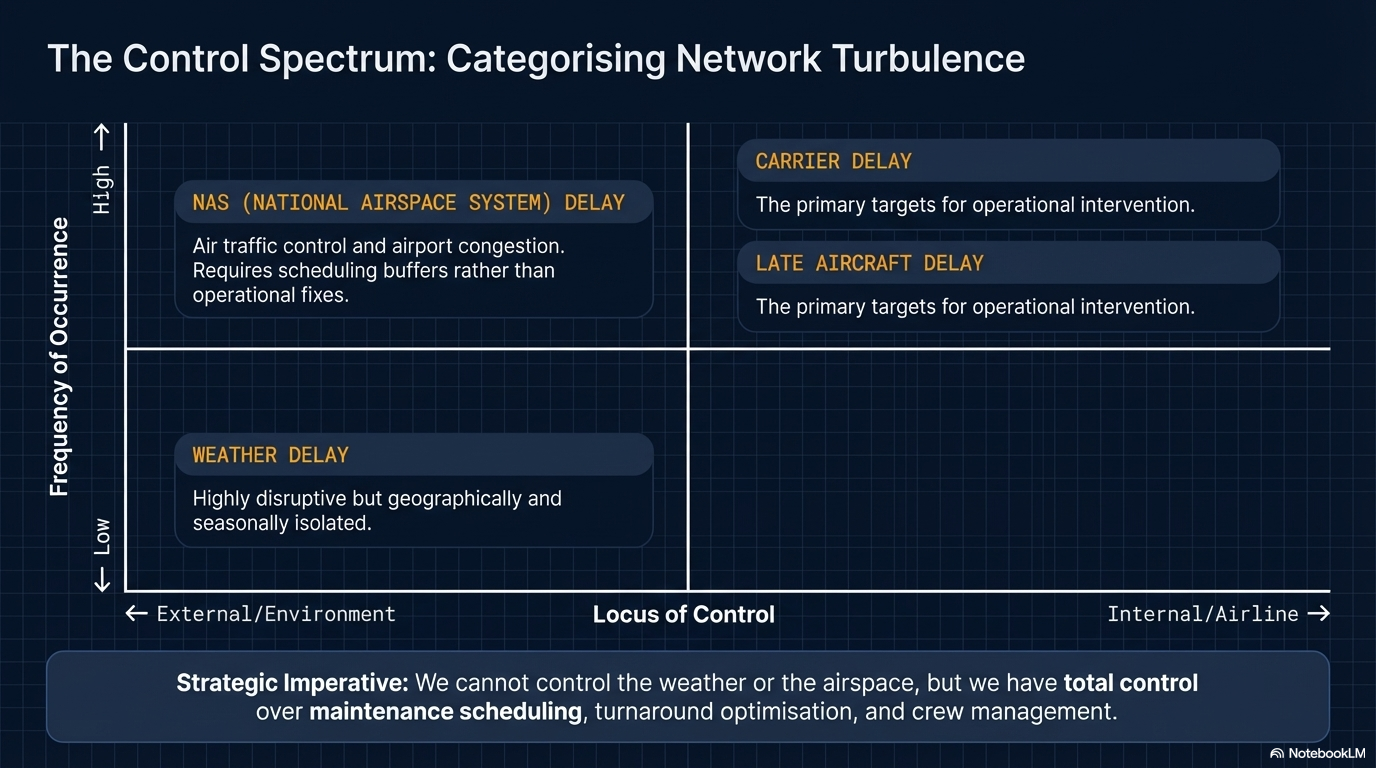 The Control Spectrum: Categorising Network Turbulence
Frequency of Occurrence
High →
← Low
NAS (NATIONAL AIRSPACE SYSTEM) DELAY
Air traffic control and airport congestion.
Requires scheduling buffers rather than
operational fixes.
CARRIER DELAY
The primary targets for operational intervention.
LATE AIRCRAFT DELAY
The primary targets for operational intervention.
WEATHER DELAY
Highly disruptive but geographically and
seasonally isolated.
← External/Environment
Locus of Control
Internal/Airline →
Strategic Imperative: We cannot control the weather or the airspace, but we have total control
over maintenance scheduling, turnaround optimisation, and crew management.
NotebookLM